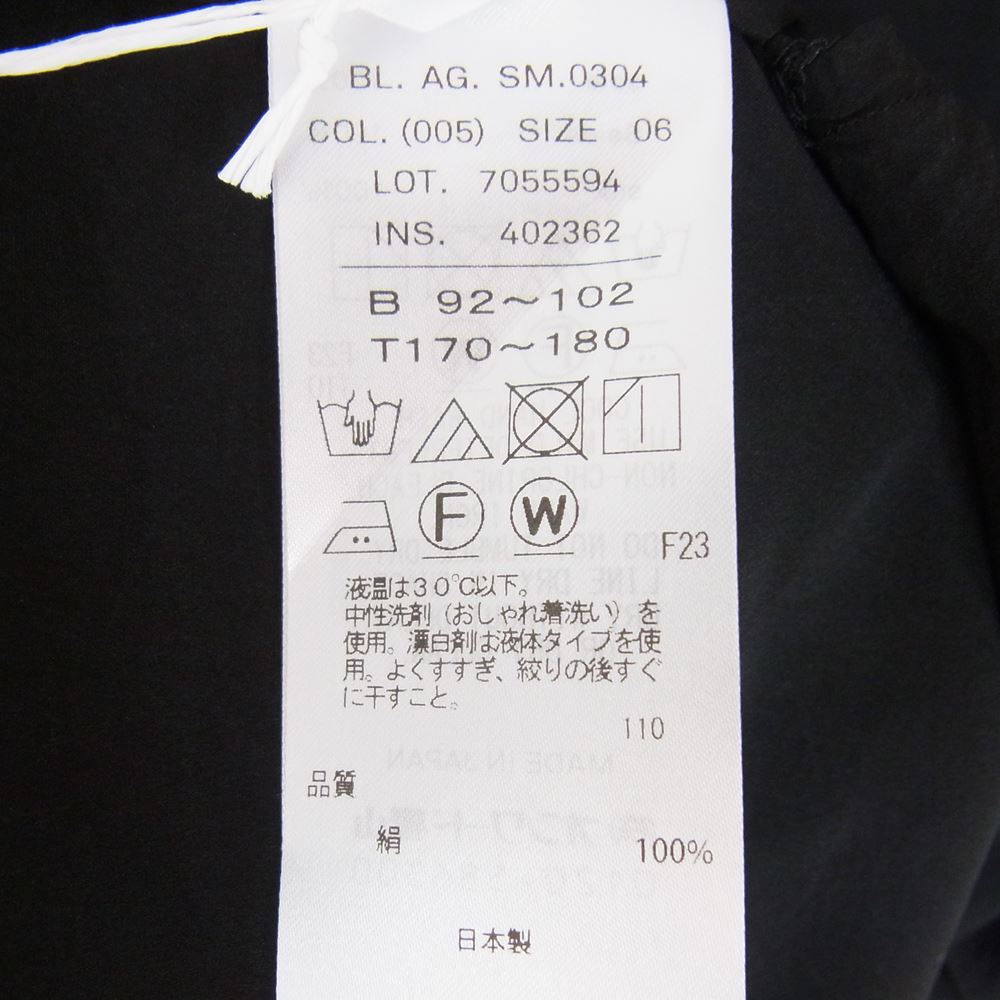 BL. AG. SM.0304
COL. (005) SIZE 06
LOT. 7055594
INS. 402362
B 92～102
T170～180
F W
F23
液温は30℃以下。
中性洗剤（おしゃれ着洗い）を
使用。漂白剤は液体タイプを使
用。よくすすぎ、絞りの後すぐ
に干すこと。
110
品質
絹 100%
日本製